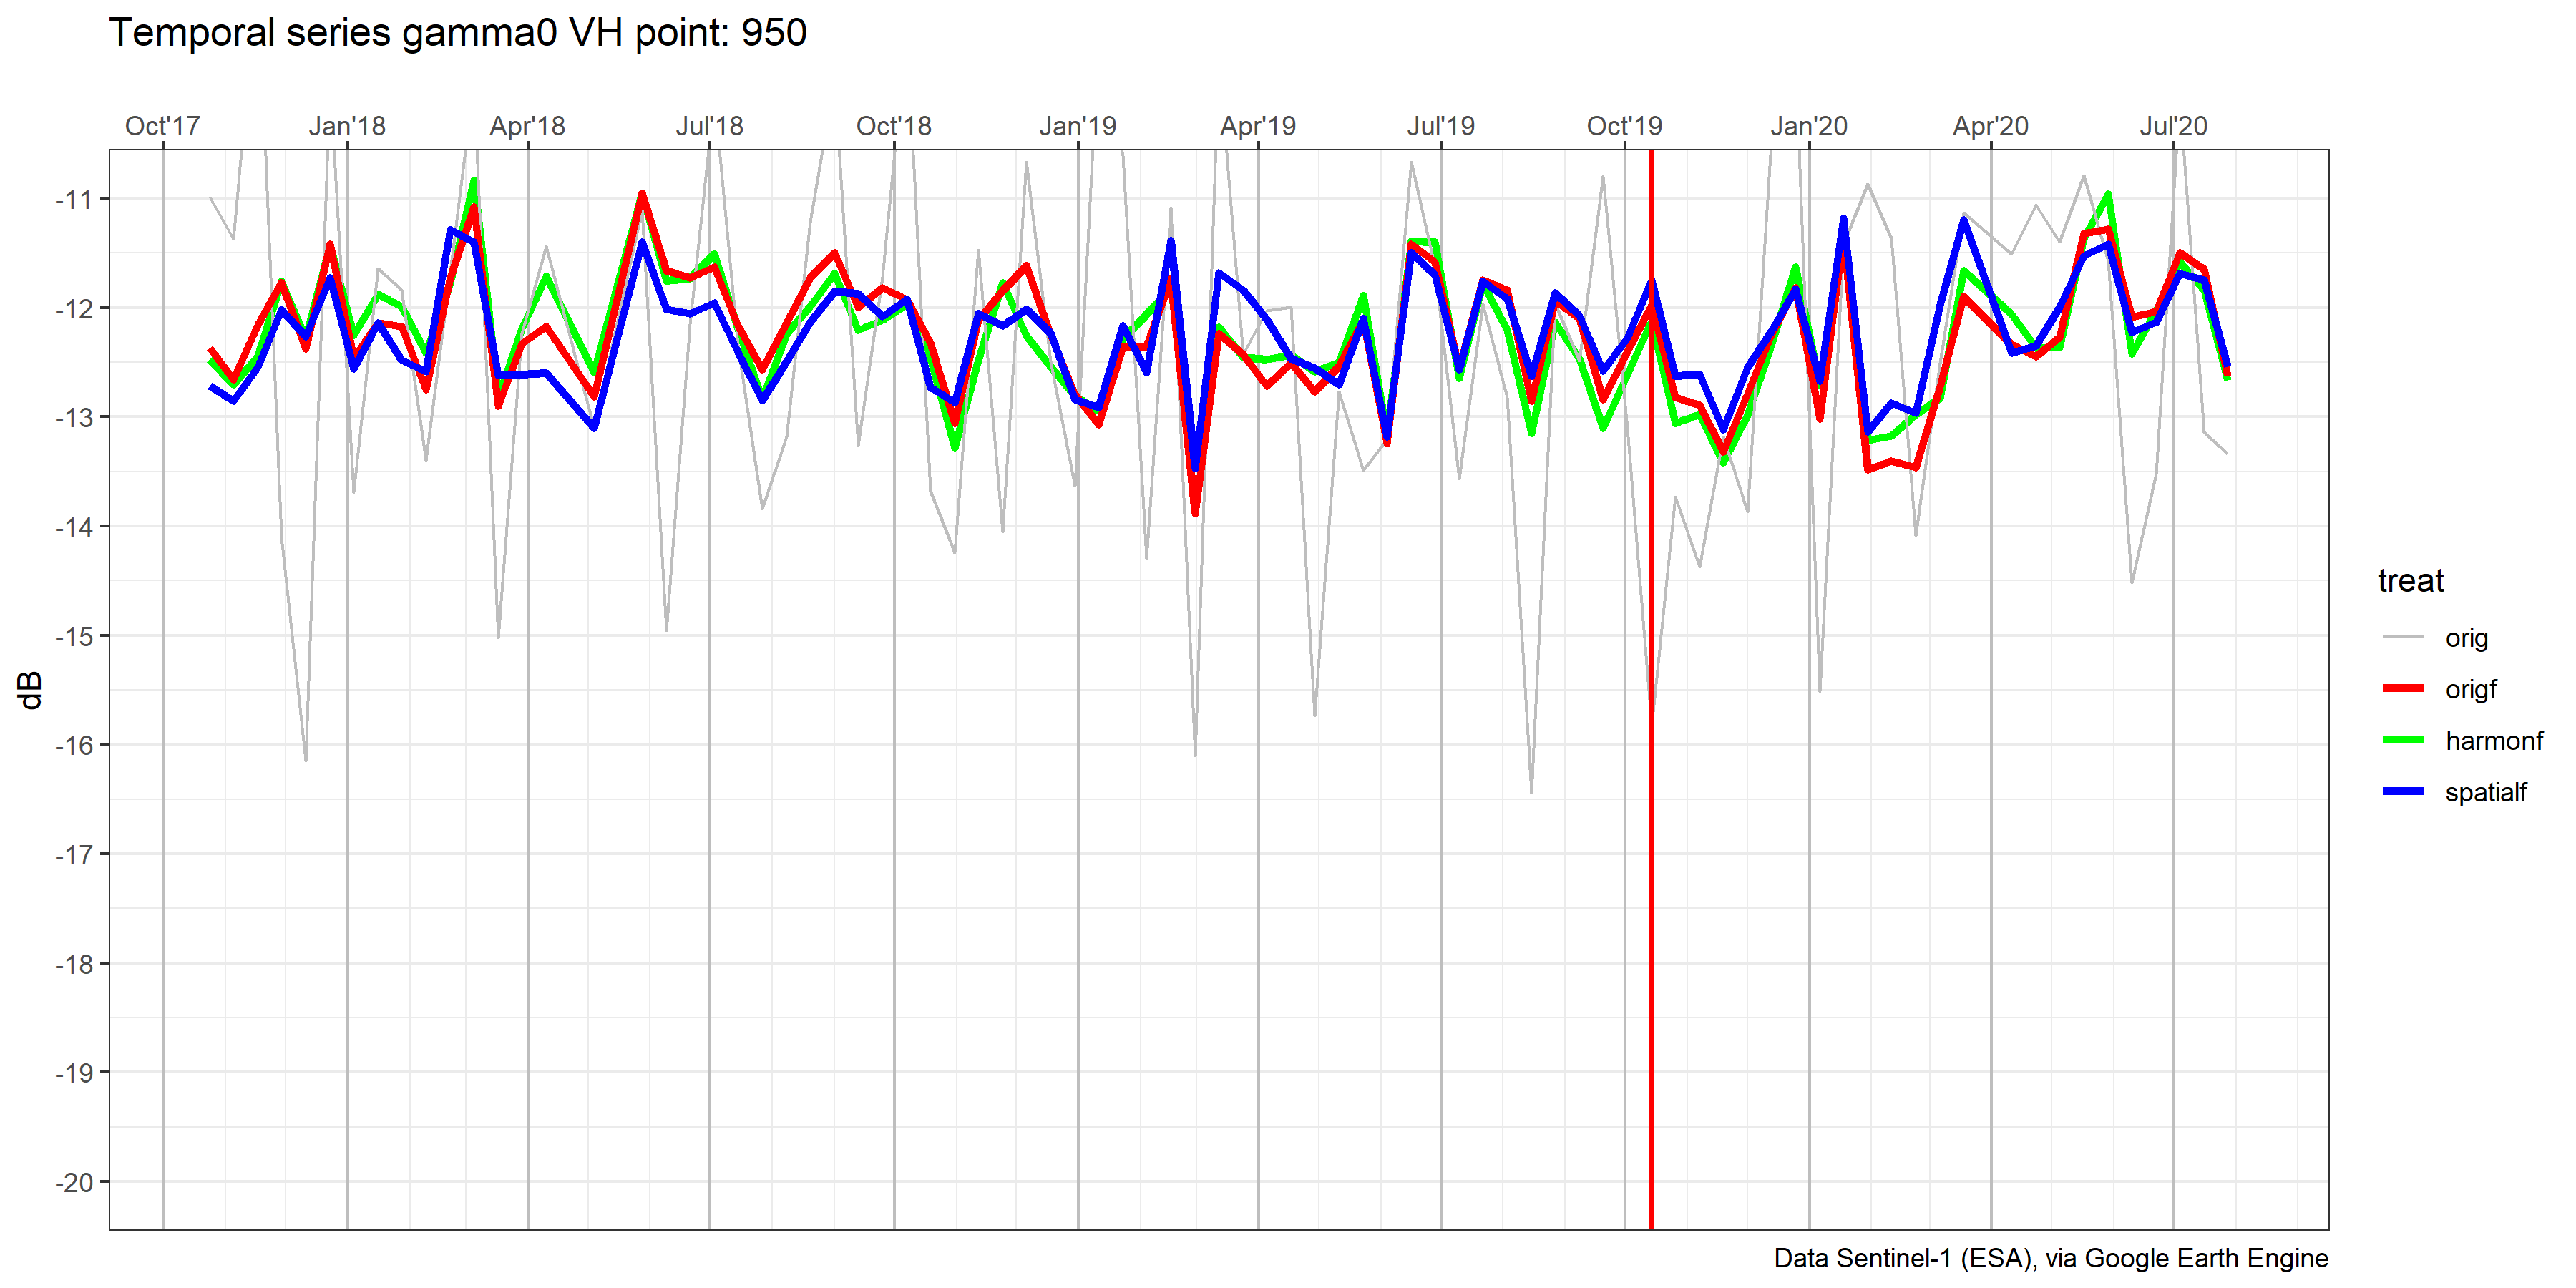 Temporal series gamma0 VH point: 950
Oct'17 Jan'18 Apr'18 Jul'18 Oct'18 Jan'19 Apr'19 Jul'19 Oct'19 Jan'20 Apr'20 Jul'20
-11
-12
-13
-14
-15
-16
-17
-18
-19
-20
dB
treat
orig
origf
harmonf
spatialf
Data Sentinel-1 (ESA), via Google Earth Engine